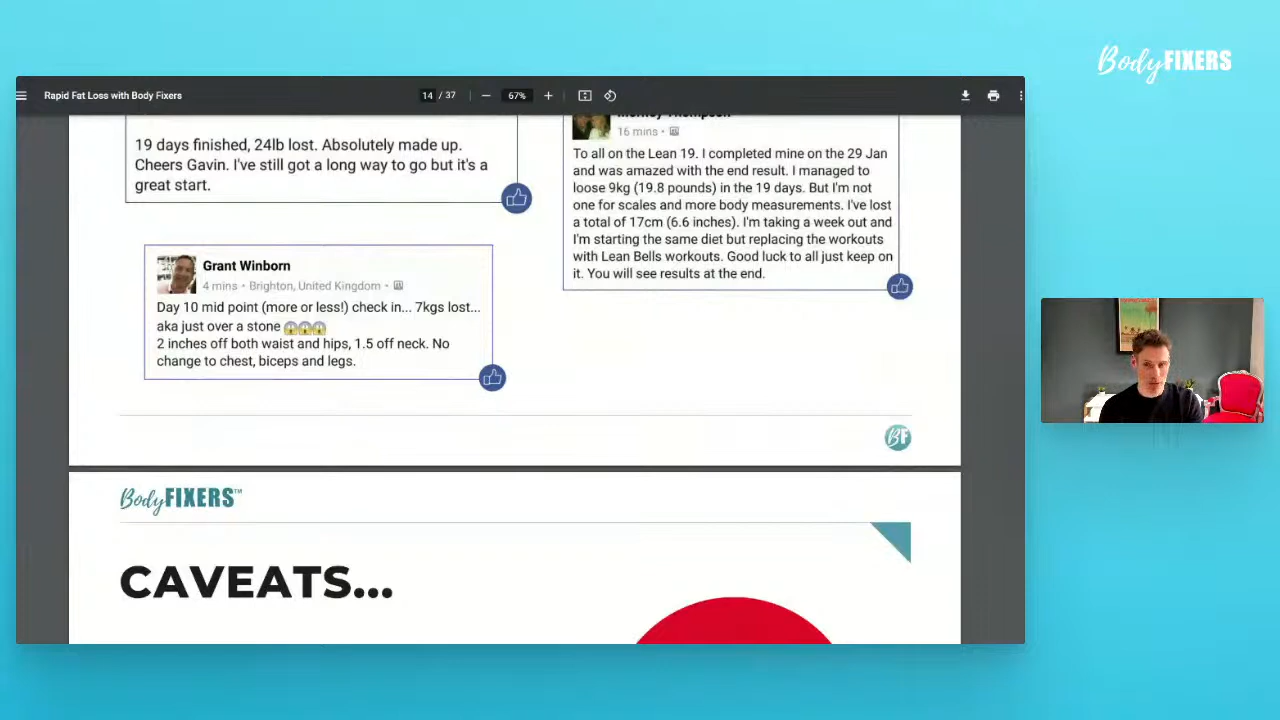 BodyFIXERS
Rapid Fat Loss with Body Fixers
14 / 37
67%
19 days finished, 24lb lost. Absolutely made up.
Cheers Gavin. I've still got a long way to go but it's a
great start.
Grant Winborn
4 mins • Brighton, United Kingdom •
Day 10 mid point (more or less!) check in... 7kgs lost...
aka just over a stone 😱😱😱
2 inches off both waist and hips, 1.5 off neck. No
change to chest, biceps and legs.
Thompson
16 mins •
To all on the Lean 19. I completed mine on the 29 Jan
and was amazed with the end result. I managed to
loose 9kg (19.8 pounds) in the 19 days. But I'm not
one for scales and more body measurements. I've lost
a total of 17cm (6.6 inches). I'm taking a week out and
I'm starting the same diet but replacing the workouts
with Lean Bells workouts. Good luck to all just keep on
it. You will see results at the end.
BF
BodyFIXERS™
CAVEATS...